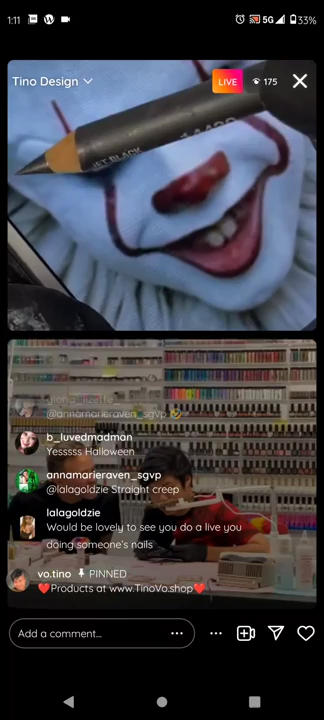 1:11
5G
33%
Tino Design
LIVE
175
JET BLACK
@annamarieraven_sgvp 🤣
b_luvedmadman
Yesssss Halloween
annamarieraven_sgvp
@lalagoldzie Straight creep
lalagoldzie
Would be lovely to see you do a live you
doing someone's nails
vo.tino 📌 PINNED
❤️Products at www.TinoVo.shop❤️
Add a comment...